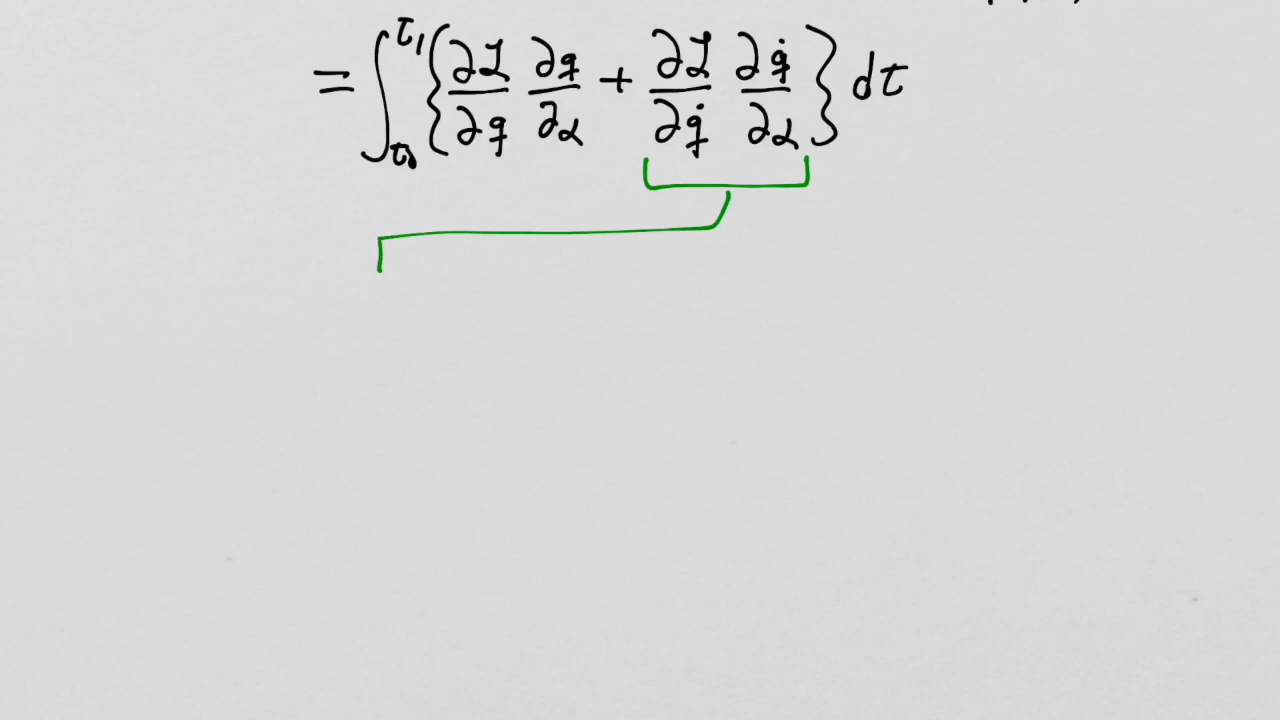 = ∫_{t₀}^{t₁} { ∂L/∂q ∂q/∂α + ∂L/∂q̇ ∂q̇/∂α } dt